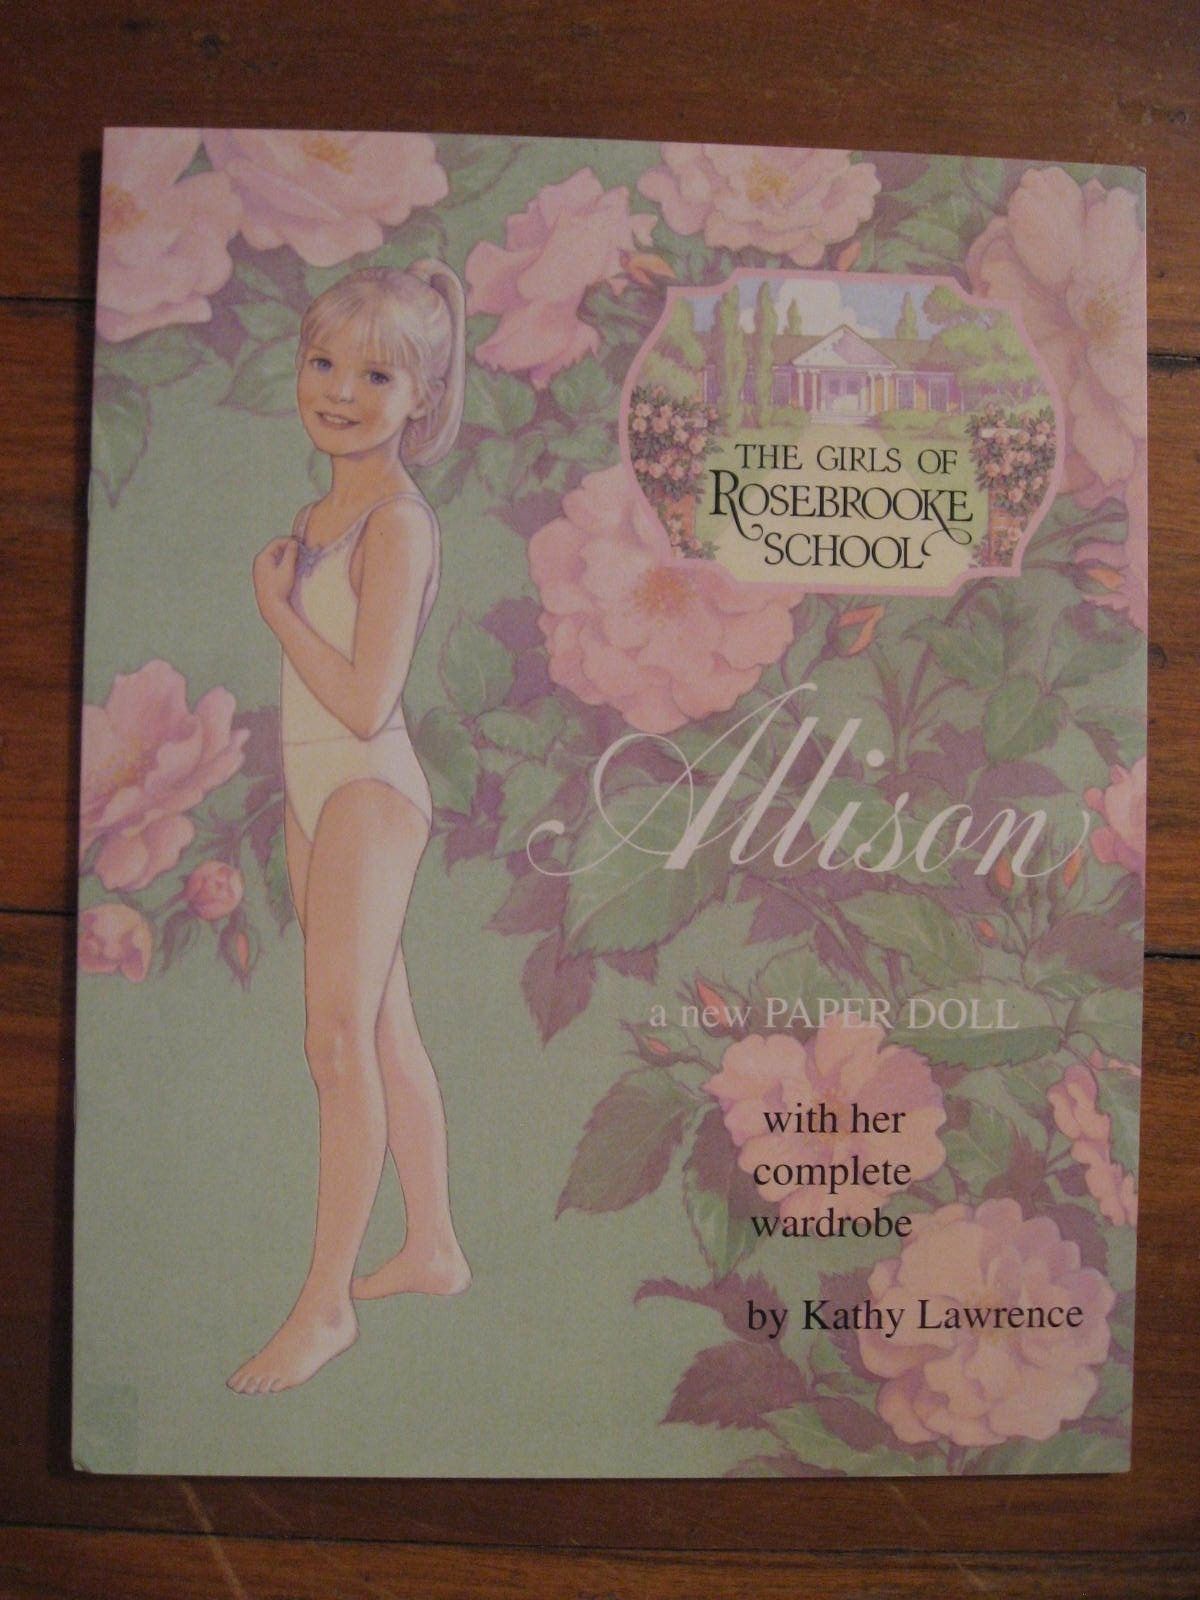 THE GIRLS OF
ROSEBROOKE
SCHOOL
Allison
a new PAPER DOLL
with her
complete
wardrobe
by Kathy Lawrence